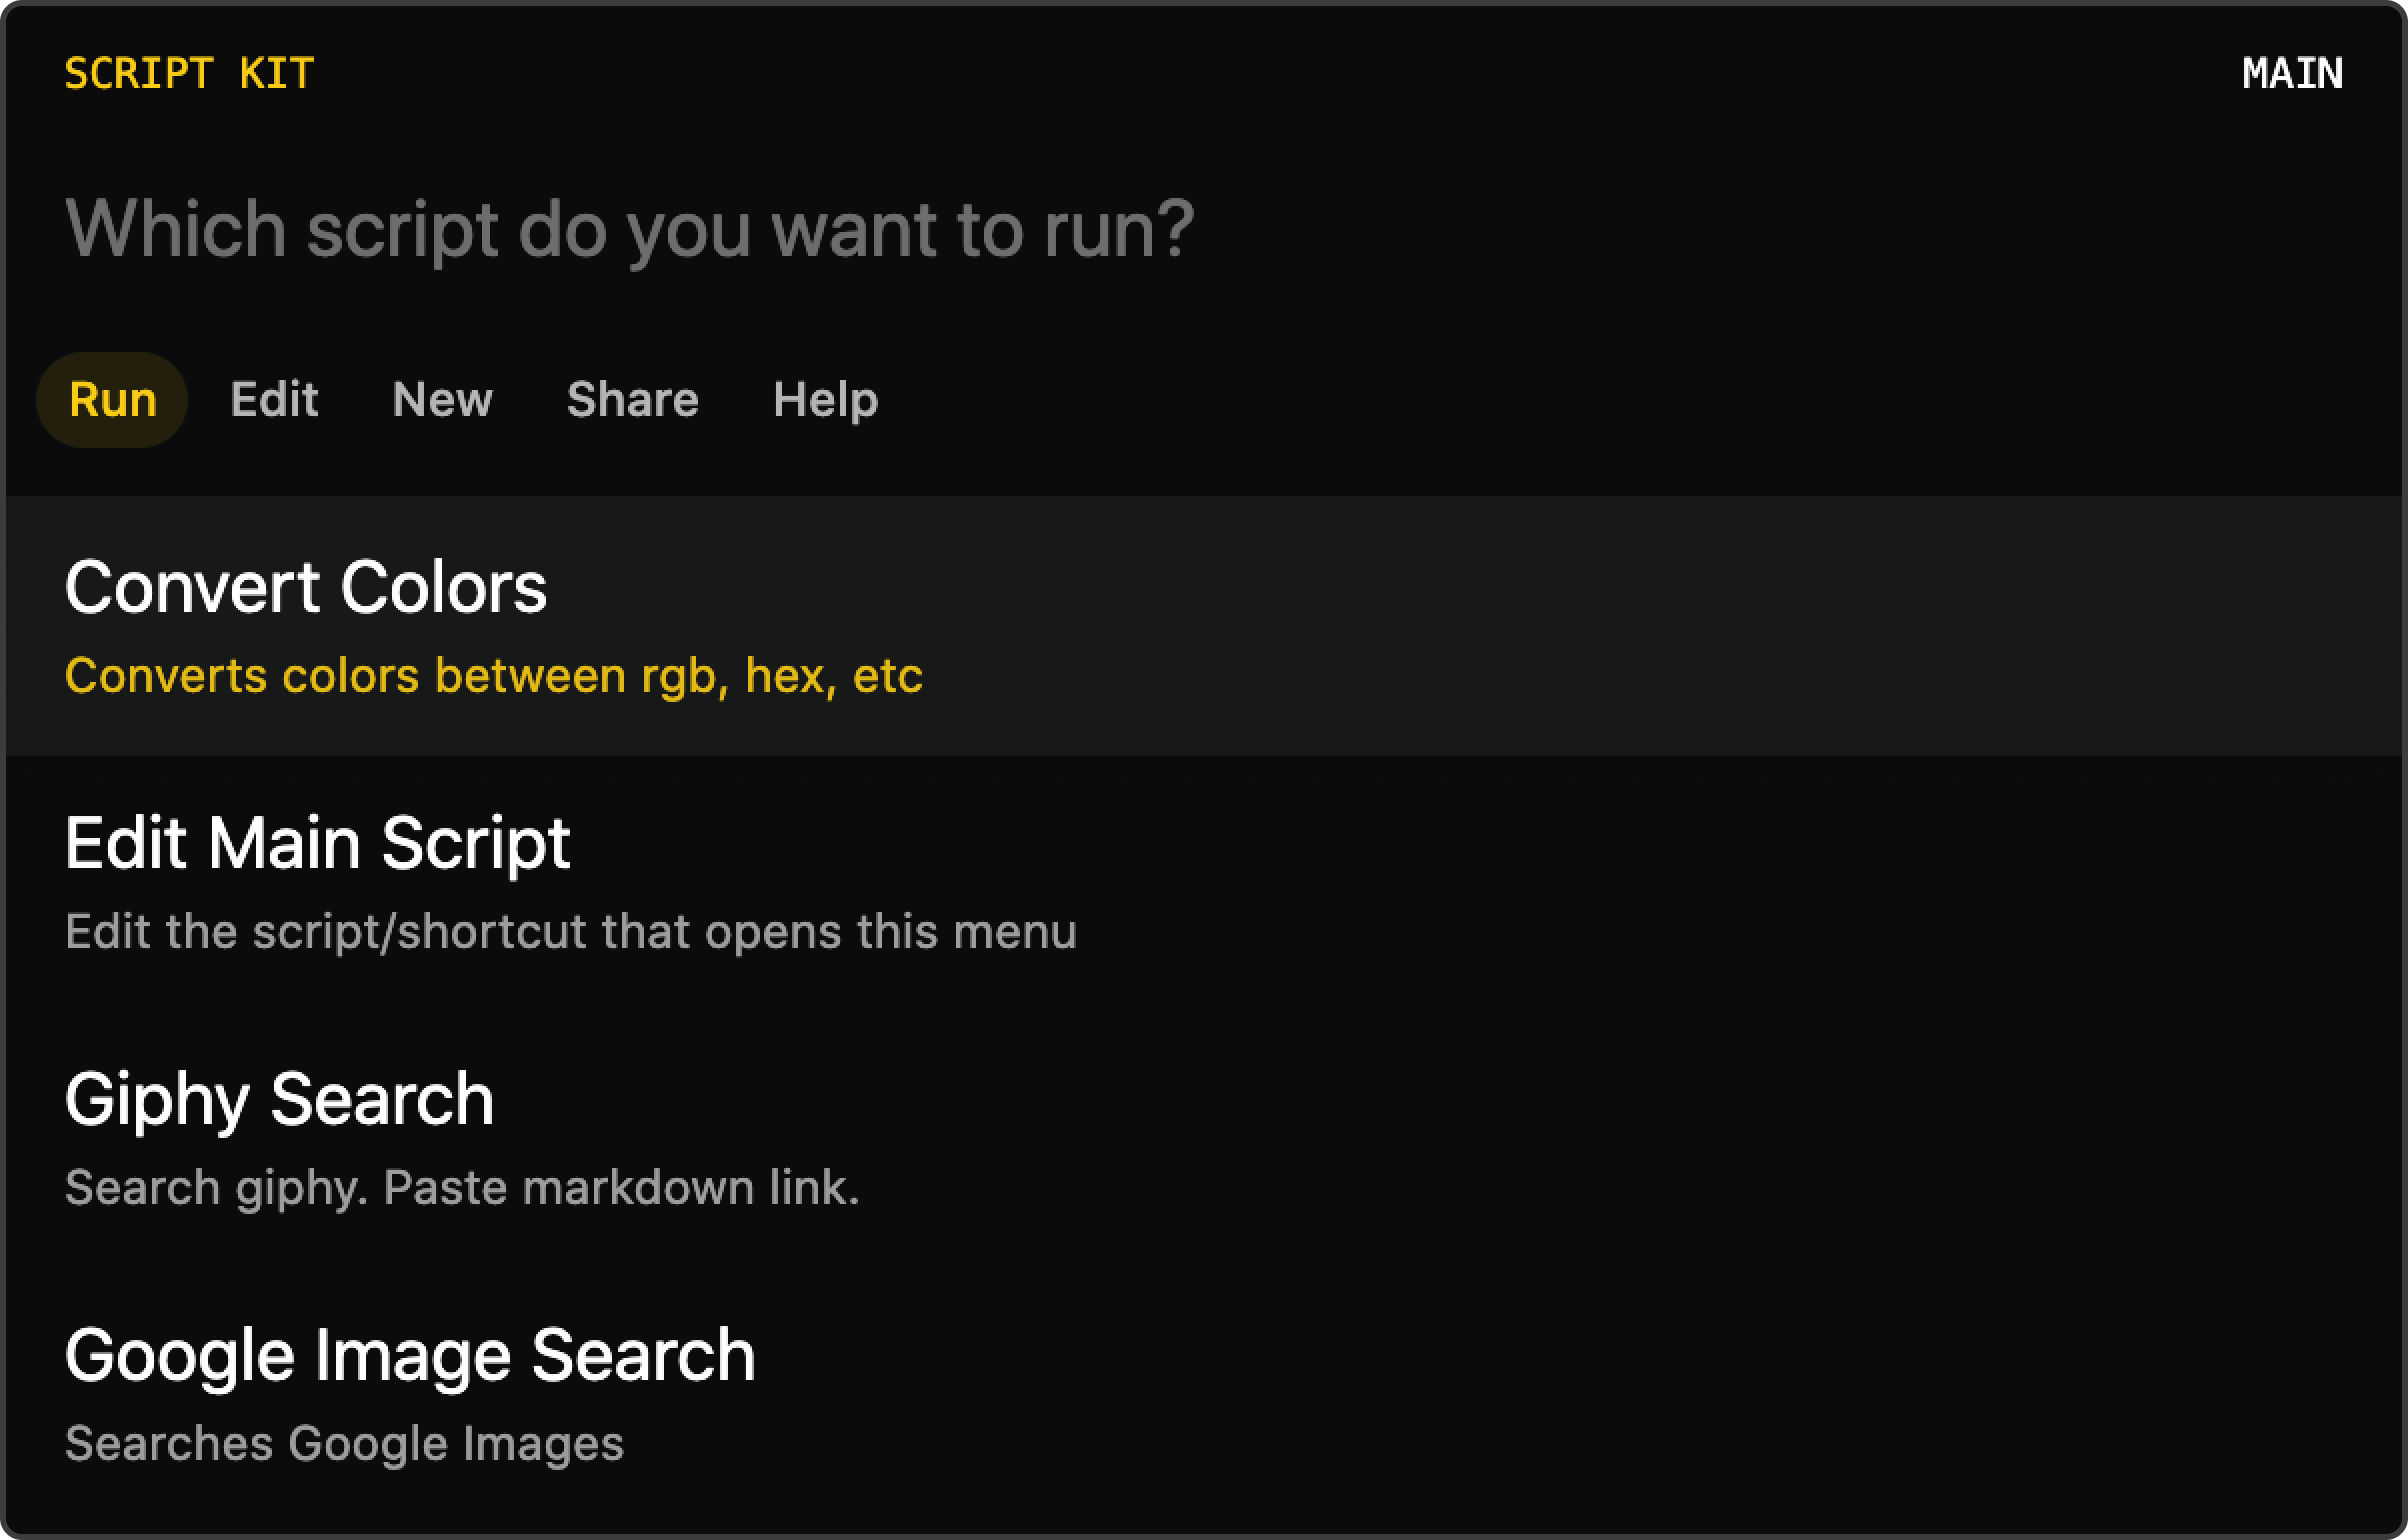 SCRIPT KIT MAIN
Which script do you want to run?
Run Edit New Share Help
Convert Colors
Converts colors between rgb, hex, etc
Edit Main Script
Edit the script/shortcut that opens this menu
Giphy Search
Search giphy. Paste markdown link.
Google Image Search
Searches Google Images